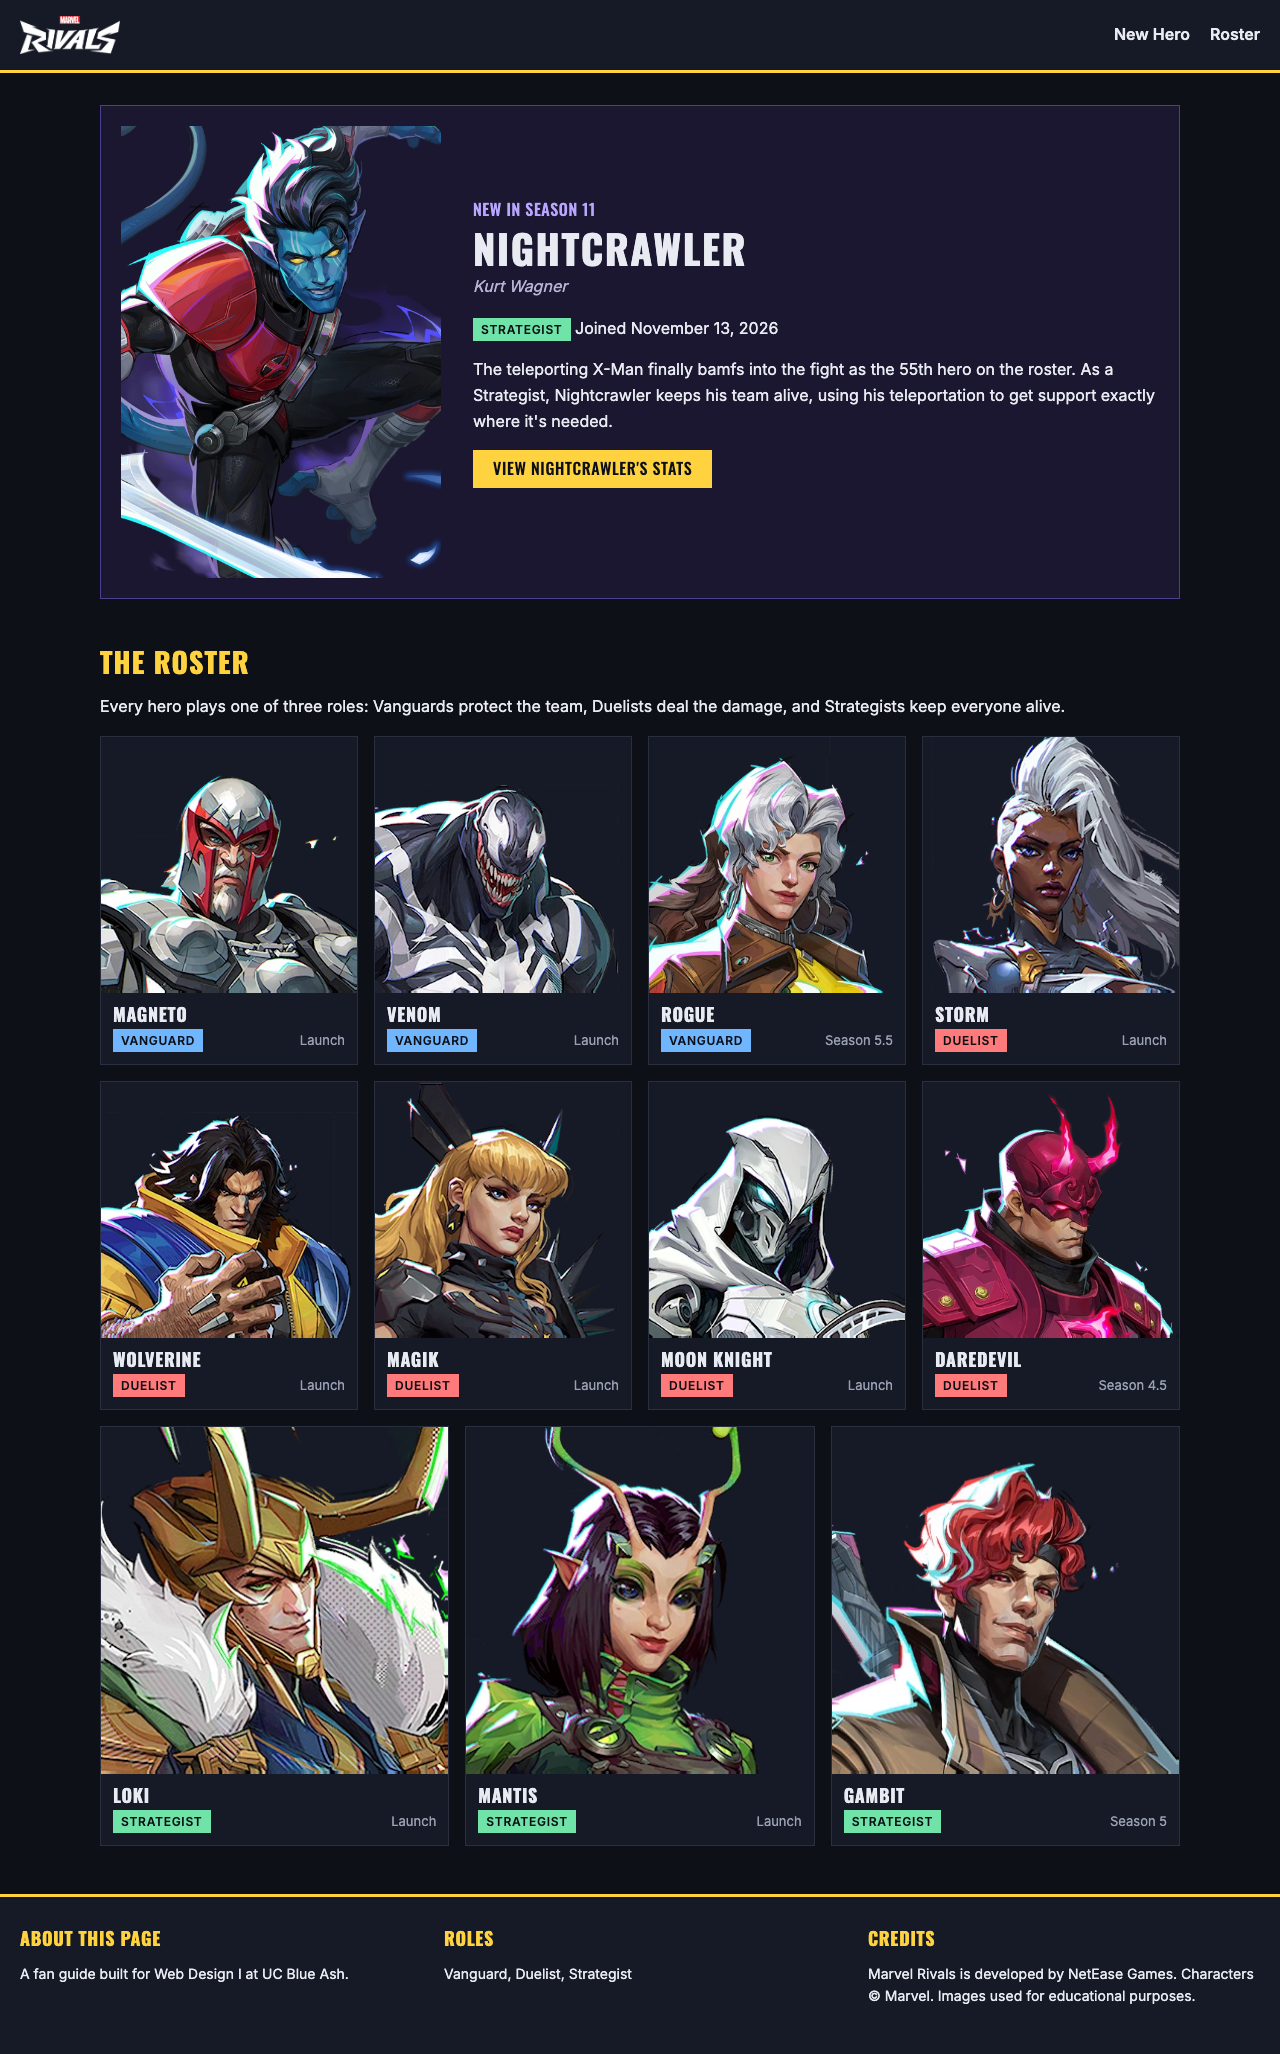 MARVEL
RIVALS
New Hero Roster
NEW IN SEASON 11
NIGHTCRAWLER
Kurt Wagner
STRATEGIST Joined November 13, 2026
The teleporting X-Man finally bamfs into the fight as the 55th hero on the roster. As a
Strategist, Nightcrawler keeps his team alive, using his teleportation to get support exactly
where it's needed.
VIEW NIGHTCRAWLER'S STATS
THE ROSTER
Every hero plays one of three roles: Vanguards protect the team, Duelists deal the damage, and Strategists keep everyone alive.
MAGNETO
VANGUARD Launch
VENOM
VANGUARD Launch
ROGUE
VANGUARD Season 5.5
STORM
DUELIST Launch
WOLVERINE
DUELIST Launch
MAGIK
DUELIST Launch
MOON KNIGHT
DUELIST Launch
DAREDEVIL
DUELIST Season 4.5
LOKI
STRATEGIST Launch
MANTIS
STRATEGIST Launch
GAMBIT
STRATEGIST Season 5
ABOUT THIS PAGE
A fan guide built for Web Design I at UC Blue Ash.
ROLES
Vanguard, Duelist, Strategist
CREDITS
Marvel Rivals is developed by NetEase Games. Characters
© Marvel. Images used for educational purposes.